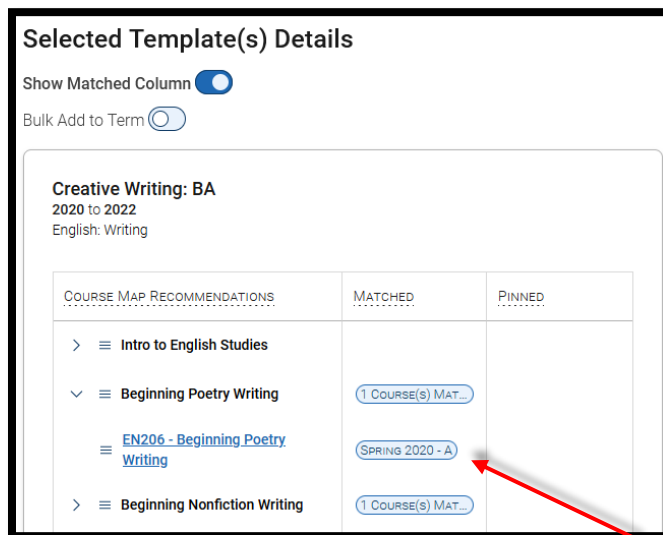 Selected Template(s) Details
Show Matched Column
Bulk Add to Term
Creative Writing: BA
2020 to 2022
English: Writing
COURSE MAP RECOMMENDATIONS MATCHED PINNED
Intro to English Studies
Beginning Poetry Writing 1 COURSE(S) MAT...
EN206 - Beginning Poetry
Writing
SPRING 2020 - A
Beginning Nonfiction Writing 1 COURSE(S) MAT...